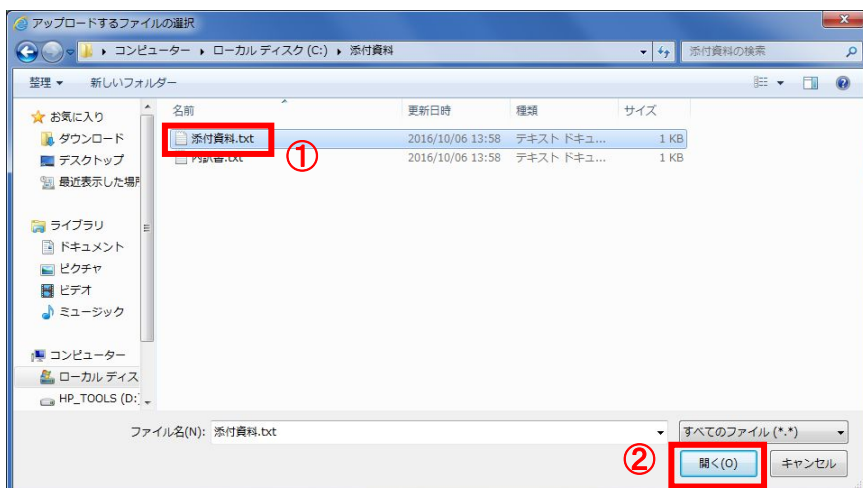 アップロードするファイルの選択
コンピューター ▸ ローカル ディスク (C:) ▸ 添付資料
添付資料の検索
整理 ▼ 新しいフォルダー
名前 更新日時 種類 サイズ
添付資料.txt 2016/10/06 13:58 テキスト ドキュ... 1 KB
2016/10/06 13:58 テキスト ドキュ... 1 KB
①
お気に入り
ダウンロード
デスクトップ
最近表示した場所
ライブラリ
ドキュメント
ピクチャ
ビデオ
ミュージック
コンピューター
ローカル ディス
HP_TOOLS (D:)
ファイル名(N): 添付資料.txt
すべてのファイル (*.*)
②
開く(O) キャンセル